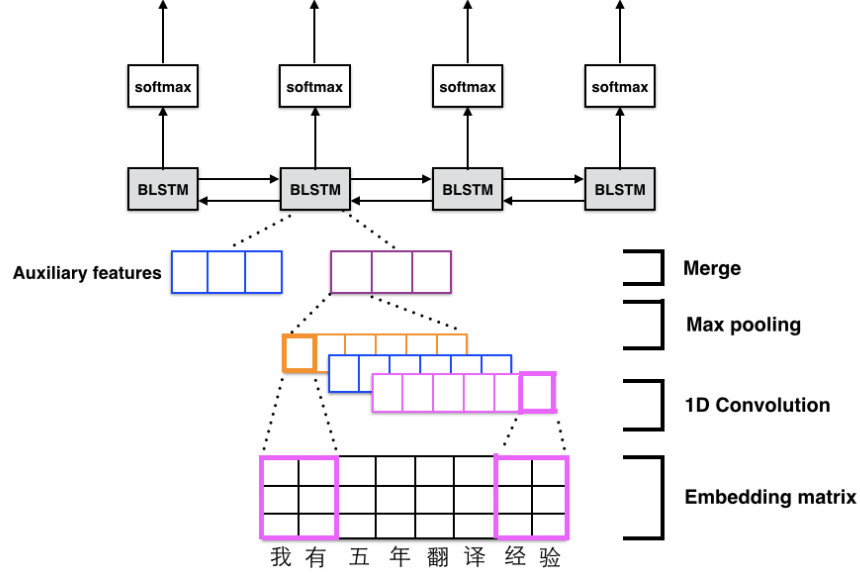 softmax softmax softmax softmax
BLSTM BLSTM BLSTM BLSTM
Auxiliary features
Merge
Max pooling
1D Convolution
Embedding matrix
我 有 五 年 翻 译 经 验